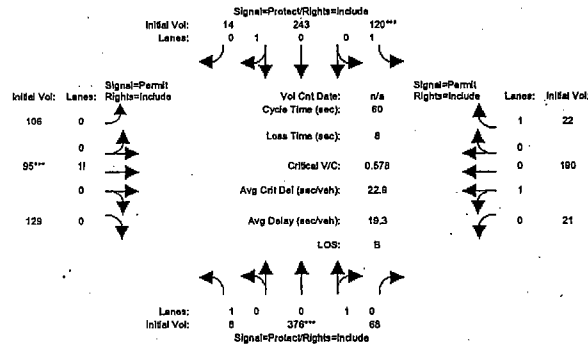 Signal=Protect/Rights=Include
Initial Vol: 14 243 120***
Lanes: 0 1 0 0 1
Signal=Permit
Initial Vol: Lanes: Rights=Include
Vol Cnt Date: n/a
Signal=Permit
Rights=Include Lanes: Initial Vol:
Cycle Time (sec): 60
106 0 1 22
Loss Time (sec): 8
0 0
95*** 1! Critical V/C: 0.578 0 190
0 Avg Crit Del (sec/veh): 22.9 1
129 0 Avg Delay (sec/veh): 19.3 0 21
LOS: B
Lanes: 1 0 0 1 0
Initial Vol: 8 376*** 68
Signal=Protect/Rights=Include